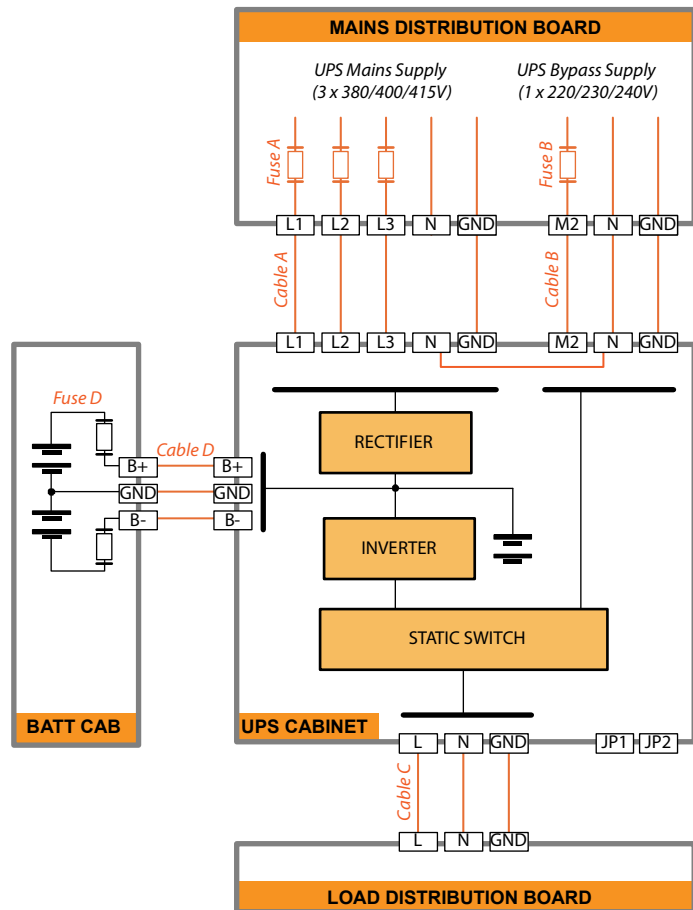 MAINS DISTRIBUTION BOARD
UPS Mains Supply
(3 x 380/400/415V)
UPS Bypass Supply
(1 x 220/230/240V)
Fuse A
Fuse B
L1 L2 L3 N GND M2 N GND
Cable A
Cable B
L1 L2 L3 N GND M2 N GND
Fuse D
RECTIFIER
Cable D
B+ B+
GND GND
B- B-
INVERTER
STATIC SWITCH
BATT CAB
UPS CABINET
L N GND JP1 JP2
Cable C
L N GND
LOAD DISTRIBUTION BOARD